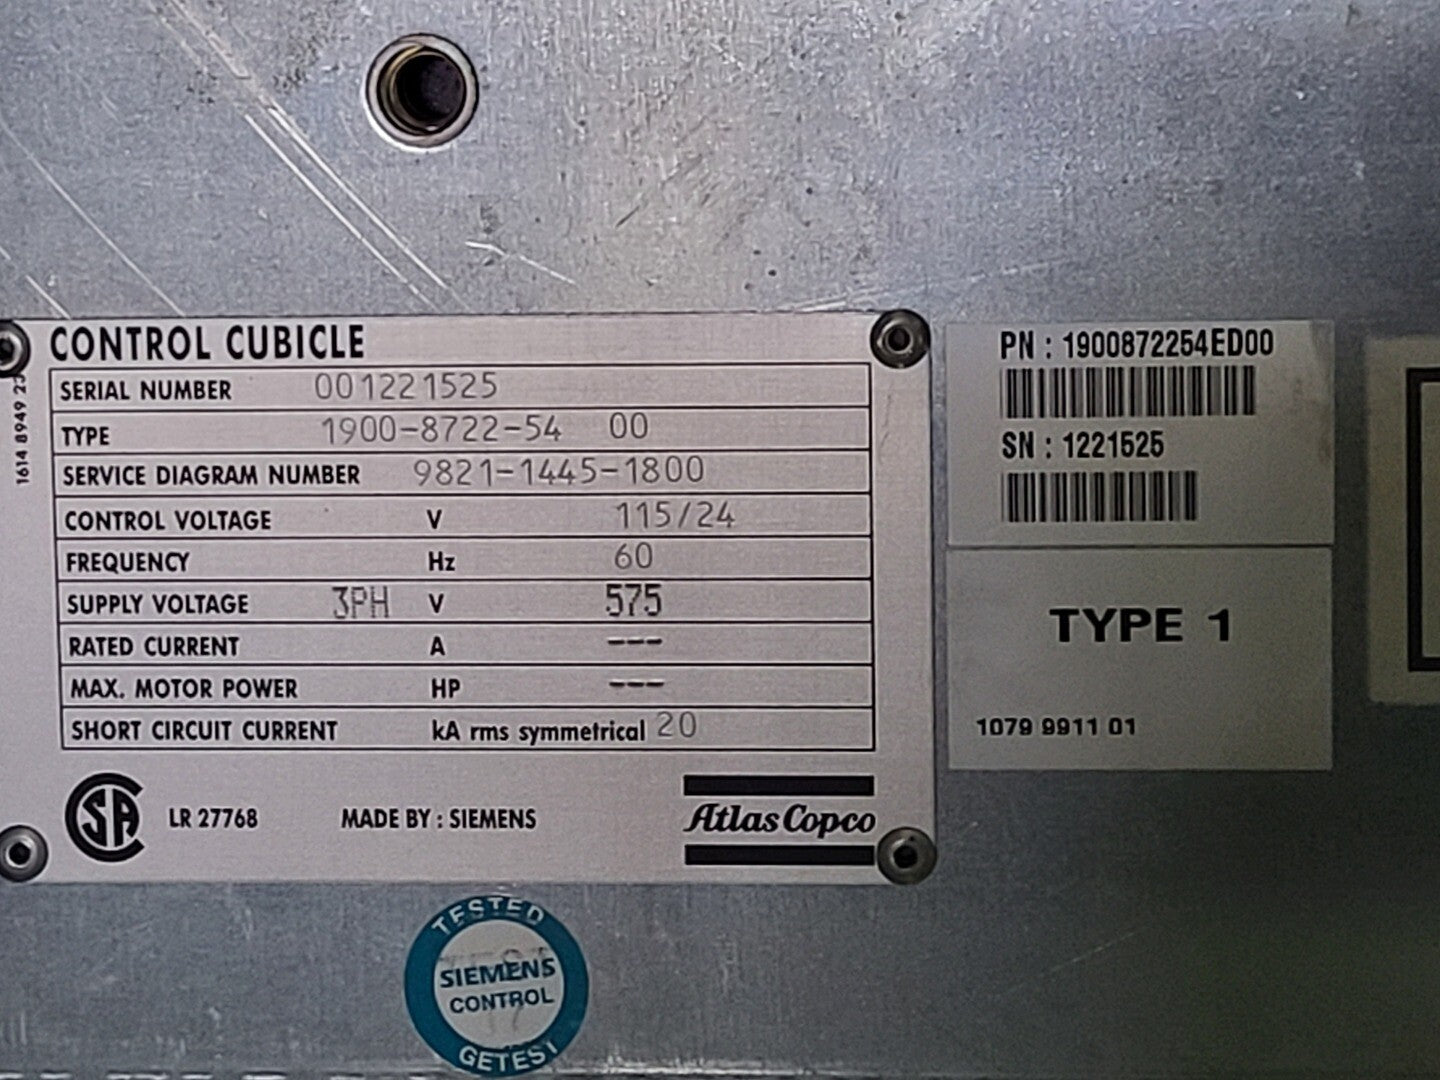 CONTROL CUBICLE
SERIAL NUMBER 001221525
TYPE 1900-8722-54 00
SERVICE DIAGRAM NUMBER 9821-1445-1800
CONTROL VOLTAGE V 115/24
FREQUENCY Hz 60
SUPPLY VOLTAGE 3PH V 575
RATED CURRENT A ---
MAX. MOTOR POWER HP ---
SHORT CIRCUIT CURRENT kA rms symmetrical 20
SA LR 27768 MADE BY : SIEMENS Atlas Copco
1614 8949
PN : 1900872254ED00
SN : 1221525
TYPE 1
1079 9911 01
TESTED
SIEMENS
CONTROL
GETEST